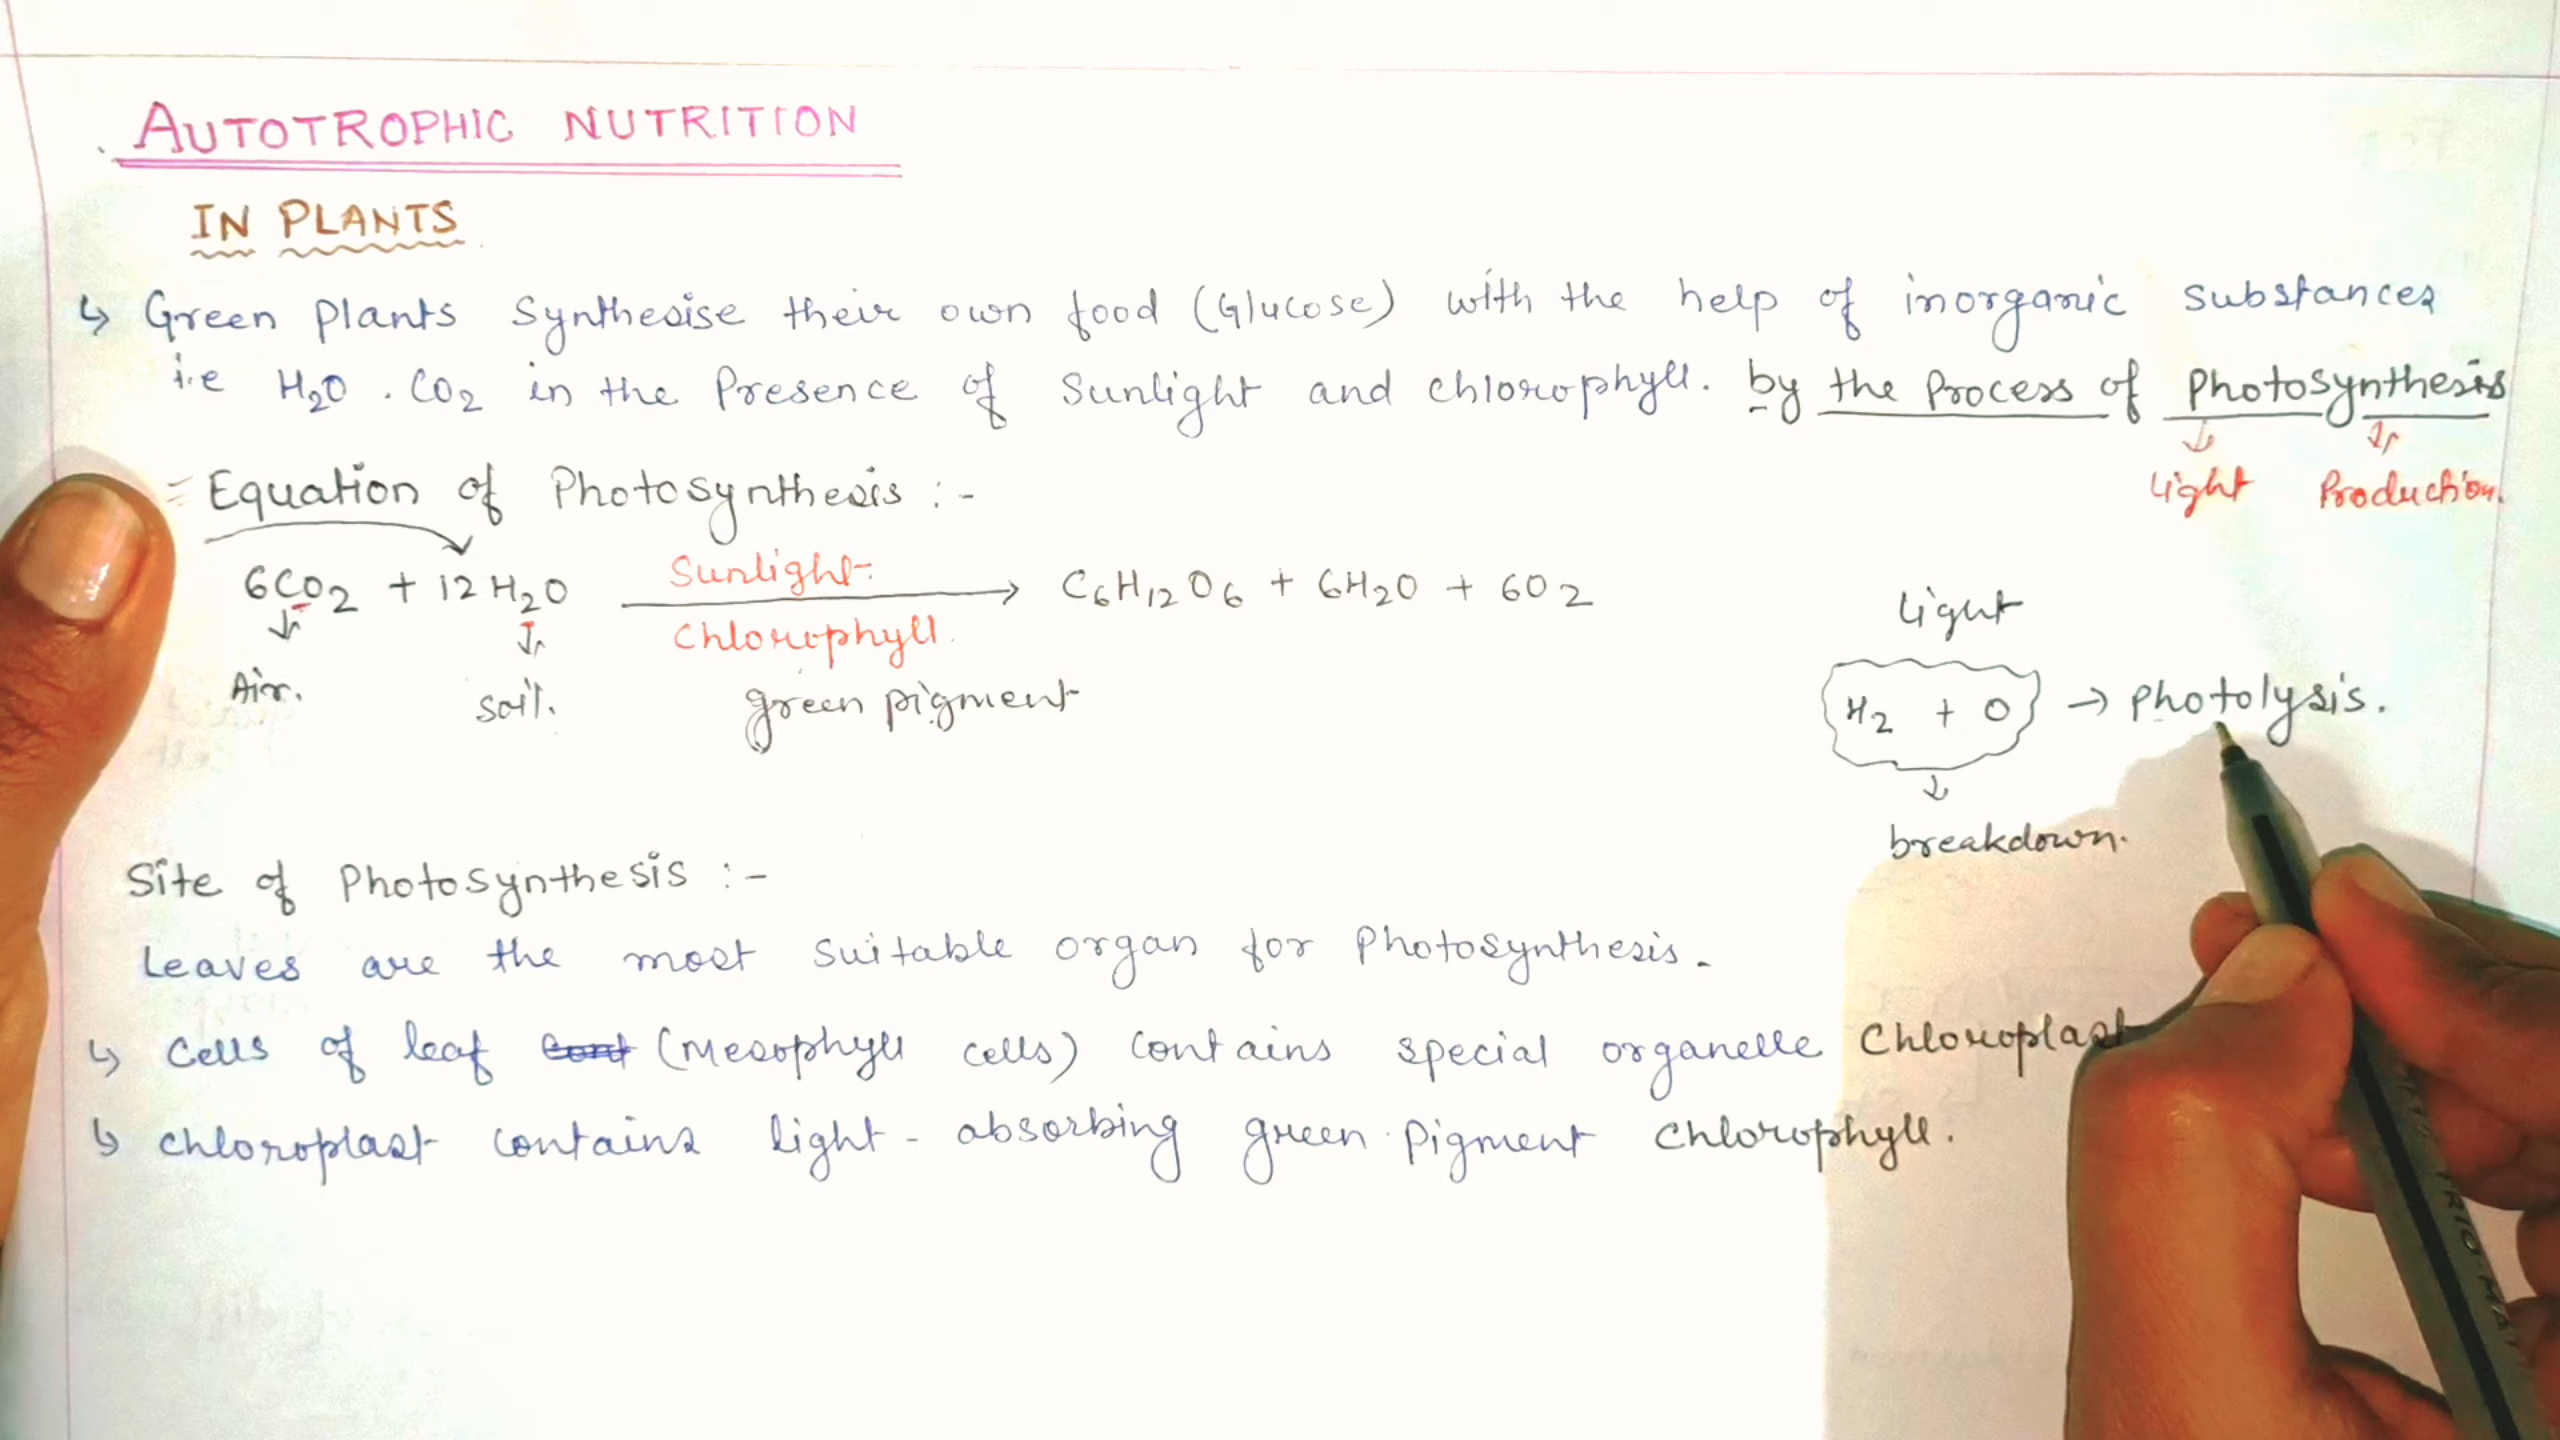 AUTOTROPHIC NUTRITION
IN PLANTS
↳ Green plants synthesise their own food (Glucose) with the help of inorganic substances
i.e H₂O . CO₂ in the Presence of Sunlight and chlorophyll. by the Process of Photosynthesis
Light Production.
Equation of Photosynthesis :-
6CO₂ + 12H₂O Sunlight Chlorophyll → C₆H₁₂O₆ + 6H₂O + 6O₂
Air. soil. green pigment
Light
H₂ + O → Photolysis.
breakdown.
Site of Photosynthesis :-
Leaves are the most suitable organ for Photosynthesis.
↳ Cells of leaf (Mesophyll cells) contains special organelle Chloroplast
↳ chloroplast contains light - absorbing green pigment chlorophyll.